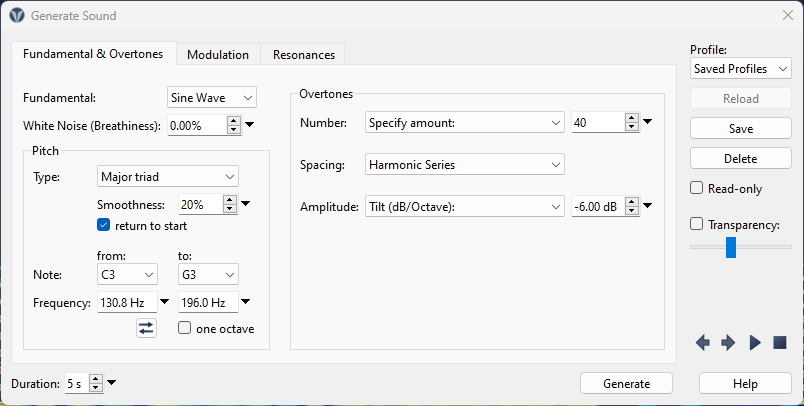 Generate Sound
Fundamental & Overtones
Modulation
Resonances
Fundamental:
Sine Wave
White Noise (Breathiness):
0.00%
Pitch
Type:
Major triad
Smoothness:
20%
return to start
from:
to:
Note:
C3
G3
Frequency:
130.8 Hz
196.0 Hz
one octave
Overtones
Number:
Specify amount:
40
Spacing:
Harmonic Series
Amplitude:
Tilt (dB/Octave):
-6.00 dB
Profile:
Saved Profiles
Reload
Save
Delete
Read-only
Transparency:
Duration:
5 s
Generate
Help